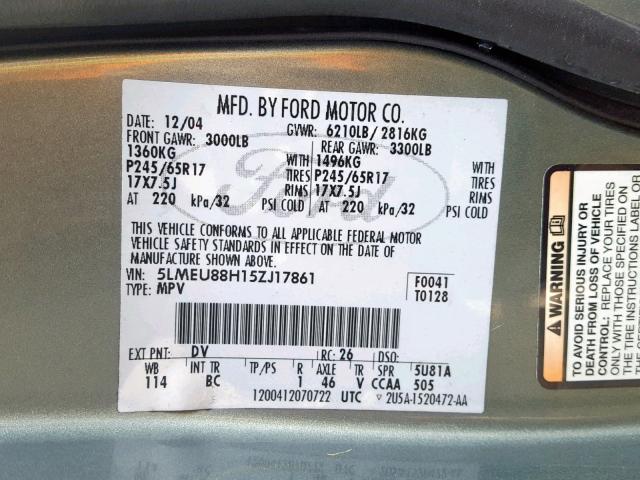 MFD. BY FORD MOTOR CO.
DATE: 12/04 GVWR: 6210LB/ 2816KG
FRONT GAWR: 3000LB REAR GAWR: 3300LB
1360KG WITH 1496KG WITH
P245/65R17 TIRES P245/65R17 TIRES
17X7.5J RIMS 17X7.5J RIMS
AT 220 kPa/32 PSI COLD AT 220 kPa/32 PSI COLD
Ford
THIS VEHICLE CONFORMS TO ALL APPLICABLE FEDERAL MOTOR
VEHICLE SAFETY STANDARDS IN EFFECT ON THE DATE OF
MANUFACTURE SHOWN ABOVE.
VIN: 5LMEU88H15ZJ17861
TYPE: MPV
F0041
T0128
EXT PNT: DV RC: 26 DSO:
WB INT TR TP/PS R AXLE TR SPR 5U81A
114 BC 1 46 V CCAA 505
1200412070722 UTC ▽ 2U5A-1520472-AA
WARNING
TO AVOID SERIOUS INJURY OR
DEATH FROM LOSS OF VEHICLE
CONTROL: REPLACE YOUR TIRES
ONLY WITH THOSE EQUIVALENT TO
THE TIRE INSTRUCTIONS LABEL OR